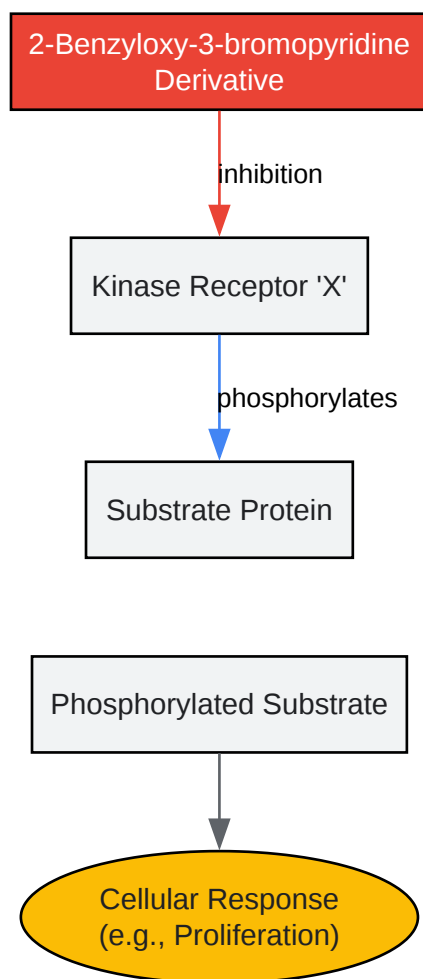 2-Benzyloxy-3-bromopyridine
Derivative
inhibition
Kinase Receptor 'X'
phosphorylates
Substrate Protein
Phosphorylated Substrate
Cellular Response
(e.g., Proliferation)